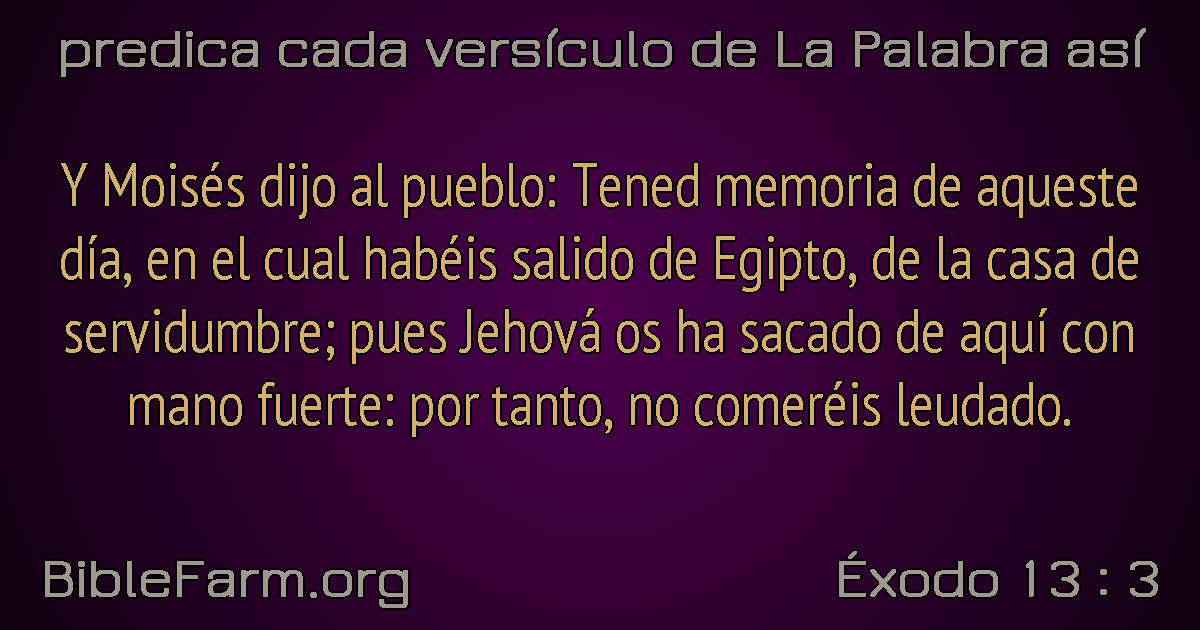 predica cada versículo de La Palabra así
Y Moisés dijo al pueblo: Tened memoria de aqueste
día, en el cual habéis salido de Egipto, de la casa de
servidumbre; pues Jehová os ha sacado de aquí con
mano fuerte: por tanto, no comeréis leudado.
BibleFarm.org
Éxodo 13 : 3